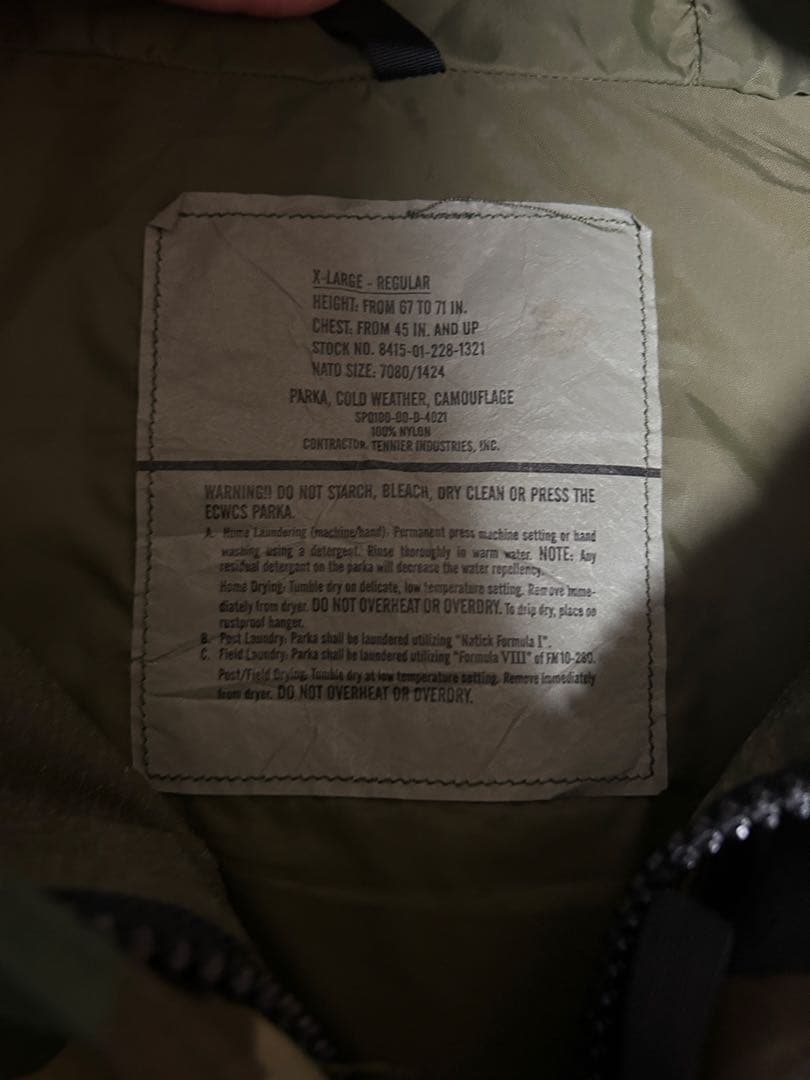 X-LARGE - REGULAR
HEIGHT: FROM 67 TO 71 IN.
CHEST: FROM 45 IN. AND UP
STOCK NO. 8415-01-228-1321
NATO SIZE: 7080/1424
PARKA, COLD WEATHER, CAMOUFLAGE
SPO100-00-D-4021
100% NYLON
CONTRACTOR. TENNIER INDUSTRIES, INC.
WARNING!! DO NOT STARCH, BLEACH, DRY CLEAN OR PRESS THE
ECWCS PARKA.
A. Home Laundering (machine/hand): Permanent press machine setting or hand
washing using a detergent. Rinse thoroughly in warm water. NOTE: Any
residual detergent on the parka will decrease the water repellency.
Home Drying: Tumble dry on delicate, low temperature setting. Remove imme-
diately from dryer. DO NOT OVERHEAT OR OVERDRY. To drip dry, place on
rustproof hanger.
B. Post Laundry: Parka shall be laundered utilizing "Natick Formula I".
C. Field Laundry: Parka shall be laundered utilizing "Formula VIII" of FM 10-280.
Post/Field Drying: Tumble dry at low temperature setting. Remove immediately
from dryer. DO NOT OVERHEAT OR OVERDRY.